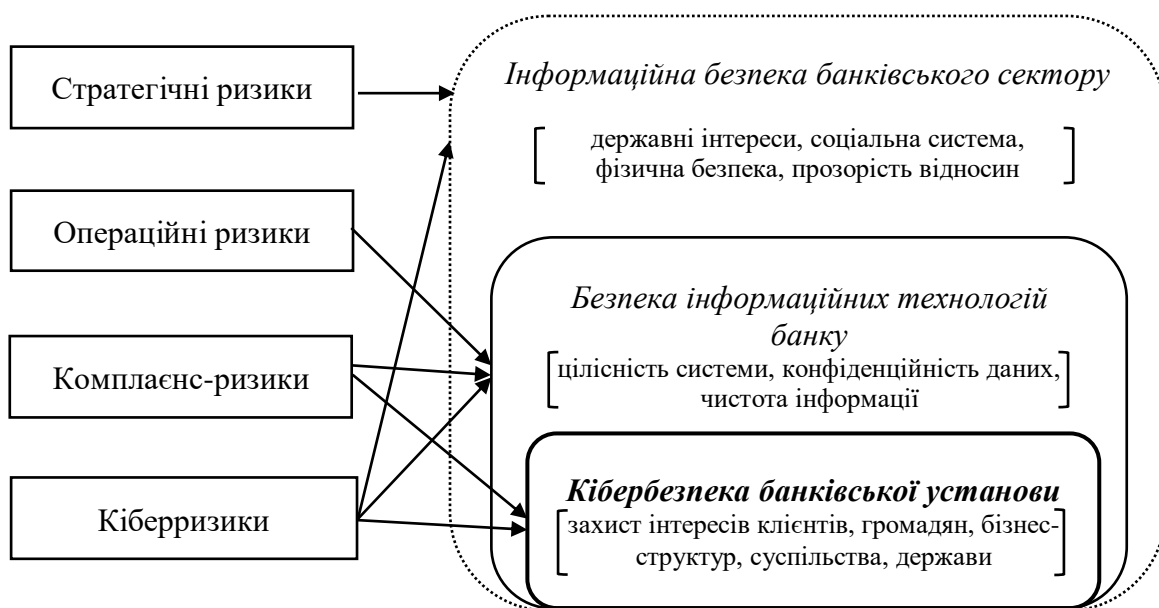 Стратегічні ризики
Операційні ризики
Комплаєнс-ризики
Кіберризики
Інформаційна безпека банківського сектору
державні інтереси, соціальна система,
фізична безпека, прозорість відносин
Безпека інформаційних технологій
банку
цілісність системи, конфіденційність даних,
чистота інформації
Кібербезпека банківської установи
захист інтересів клієнтів, громадян, бізнес-
структур, суспільства, держави